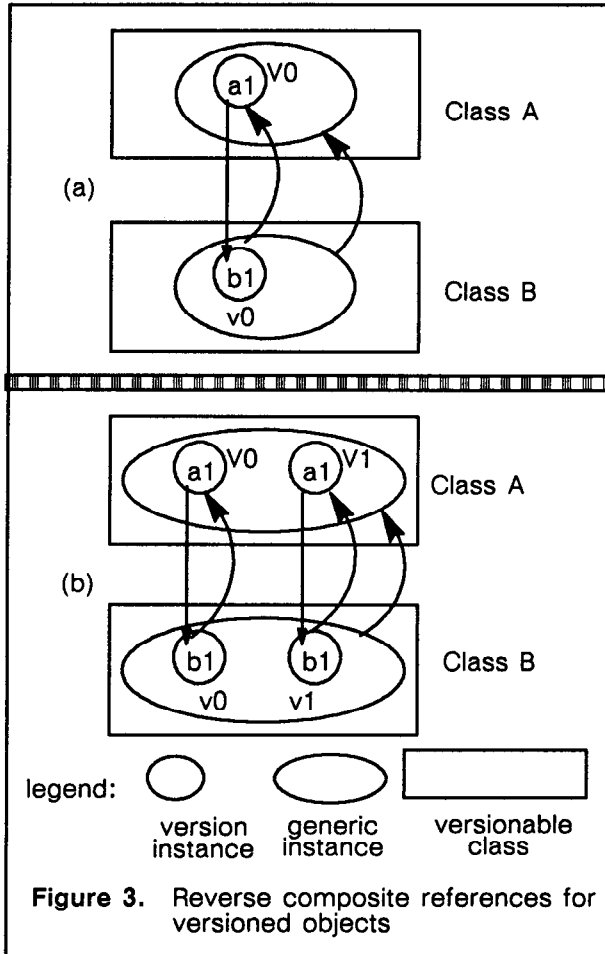 a1 V0
Class A
(a)
b1
Class B
v0
a1 V0 a1 V1
Class A
(b)
b1 b1
Class B
v0 v1
legend:
version instance
generic instance
versionable class
Figure 3. Reverse composite references for
versioned objects